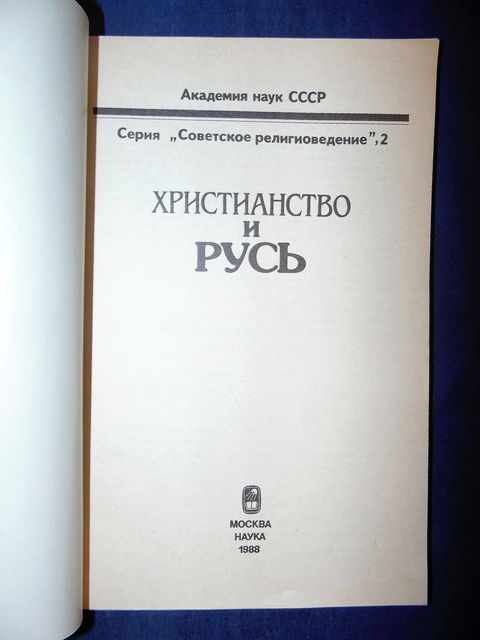 Академия наук СССР
Серия „Советское религиоведение”, 2
ХРИСТИАНСТВО
И
РУСЬ
МОСКВА
НАУКА
1988